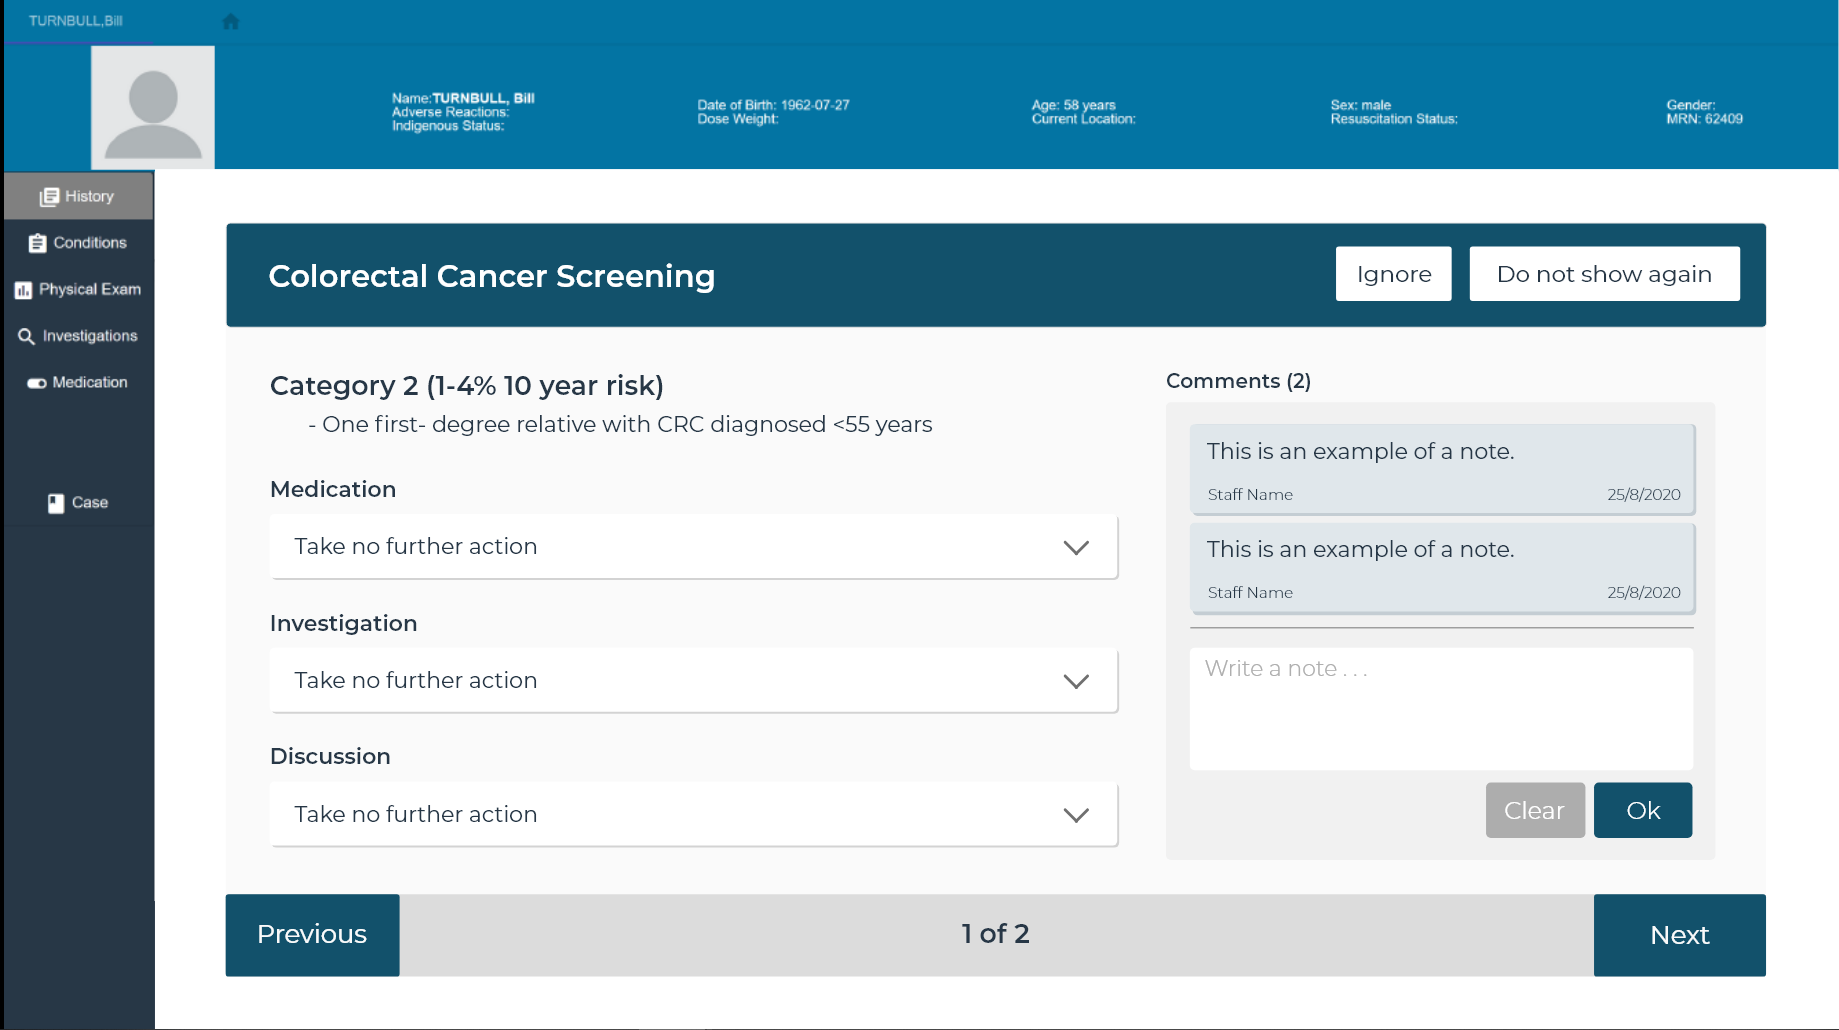 TURNBULL,Bill
Name:TURNBULL, Bill
Adverse Reactions:
Indigenous Status:
Date of Birth: 1962-07-27
Dose Weight:
Age: 58 years
Current Location:
Sex: male
Resuscitation Status:
Gender:
MRN: 62409
History
Conditions
Physical Exam
Investigations
Medication
Case
Colorectal Cancer Screening
Ignore
Do not show again
Category 2 (1-4% 10 year risk)
- One first- degree relative with CRC diagnosed <55 years
Medication
Take no further action
Investigation
Take no further action
Discussion
Take no further action
Comments (2)
This is an example of a note.
Staff Name 25/8/2020
This is an example of a note.
Staff Name 25/8/2020
Write a note . . .
Clear
Ok
Previous
1 of 2
Next